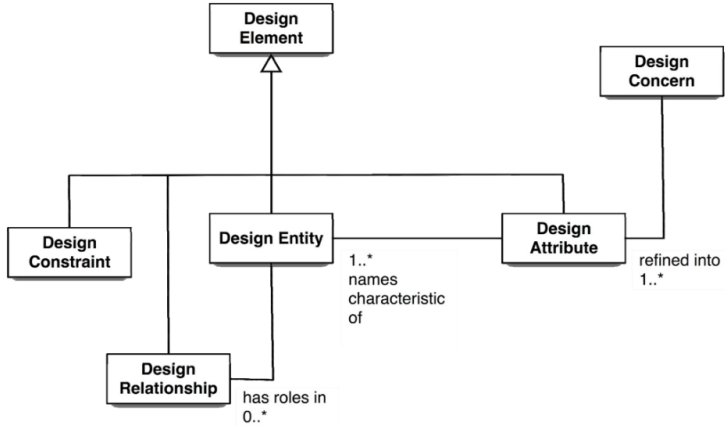 Design
Element
Design
Concern
Design
Constraint
Design Entity
Design
Attribute
1..*
names
characteristic
of
refined into
1..*
Design
Relationship
has roles in
0..*